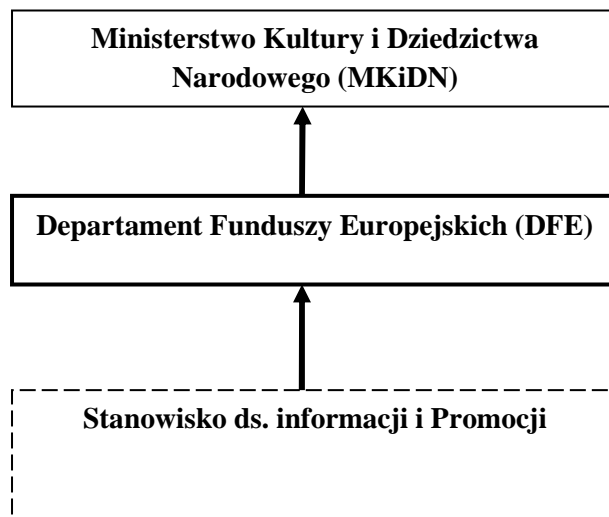 Ministerstwo Kultury i Dziedzictwa
Narodowego (MKiDN)
Departament Funduszy Europejskich (DFE)
Stanowisko ds. informacji i Promocji